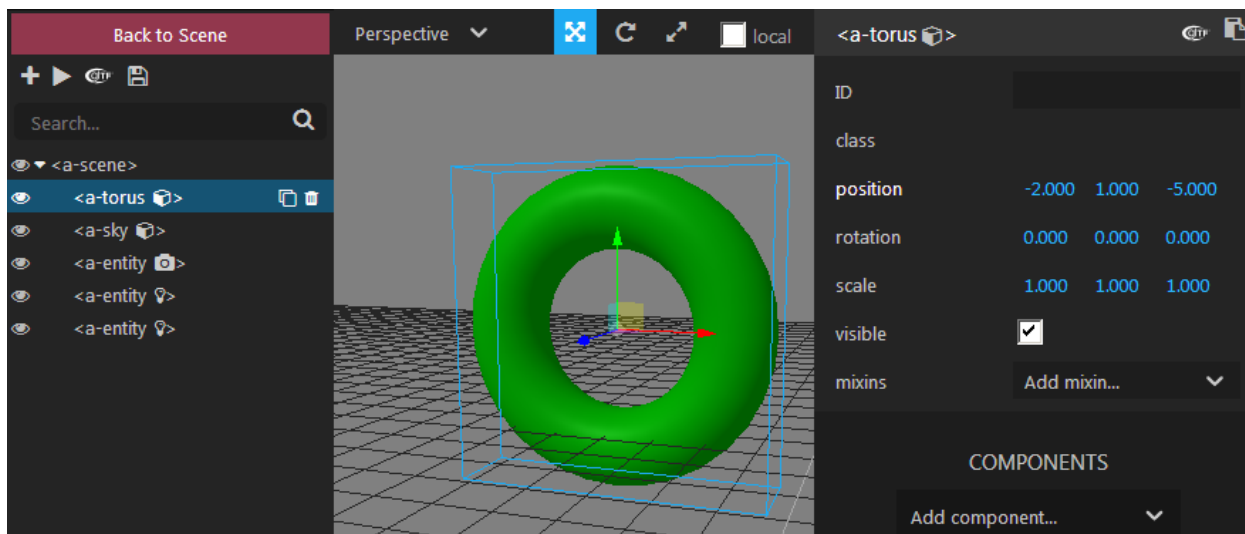 Back to Scene
glTF
Search...
<a-scene>
<a-torus>
<a-sky>
<a-entity>
<a-entity>
<a-entity>
Perspective
local
<a-torus>
glTF
ID
class
position -2.000 1.000 -5.000
rotation 0.000 0.000 0.000
scale 1.000 1.000 1.000
visible
mixins Add mixin...
COMPONENTS
Add component...